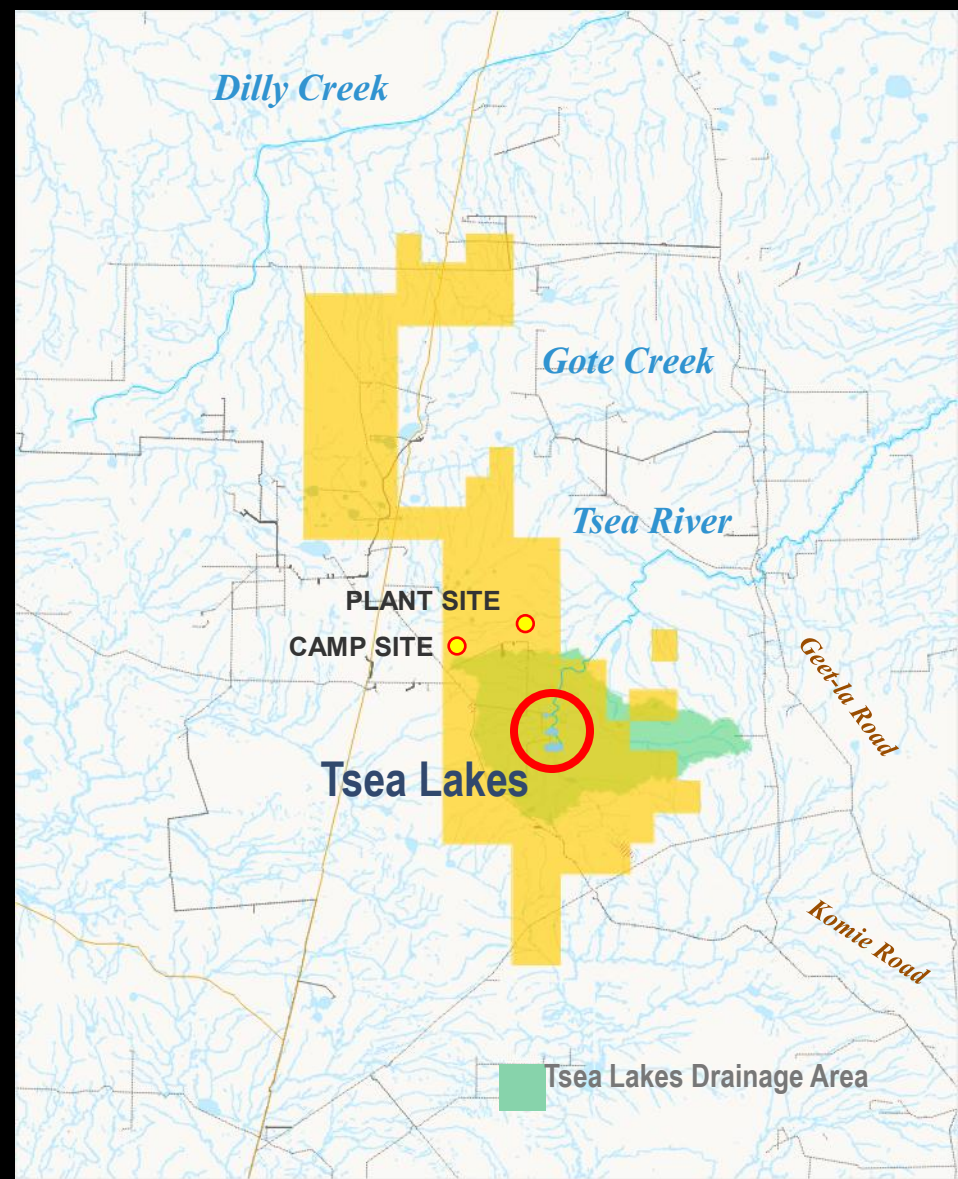 Dilly Creek
Gote Creek
Tsea River
PLANT SITE
CAMP SITE
Geet-la Road
Tsea Lakes
Komie Road
Tsea Lakes Drainage Area